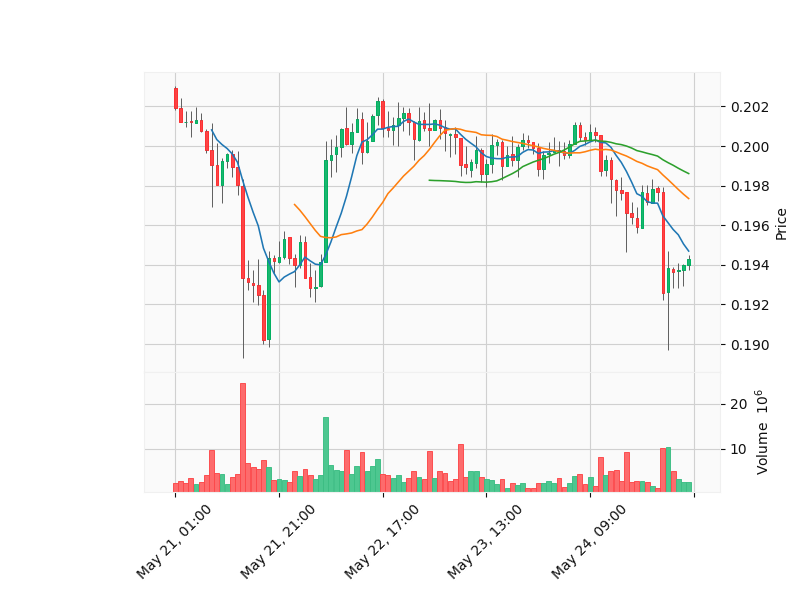 0.202
0.200
0.198
0.196
0.194
0.192
0.190
Price
20
10
Volume 10^6
May 21, 01:00
May 21, 21:00
May 22, 17:00
May 23, 13:00
May 24, 09:00